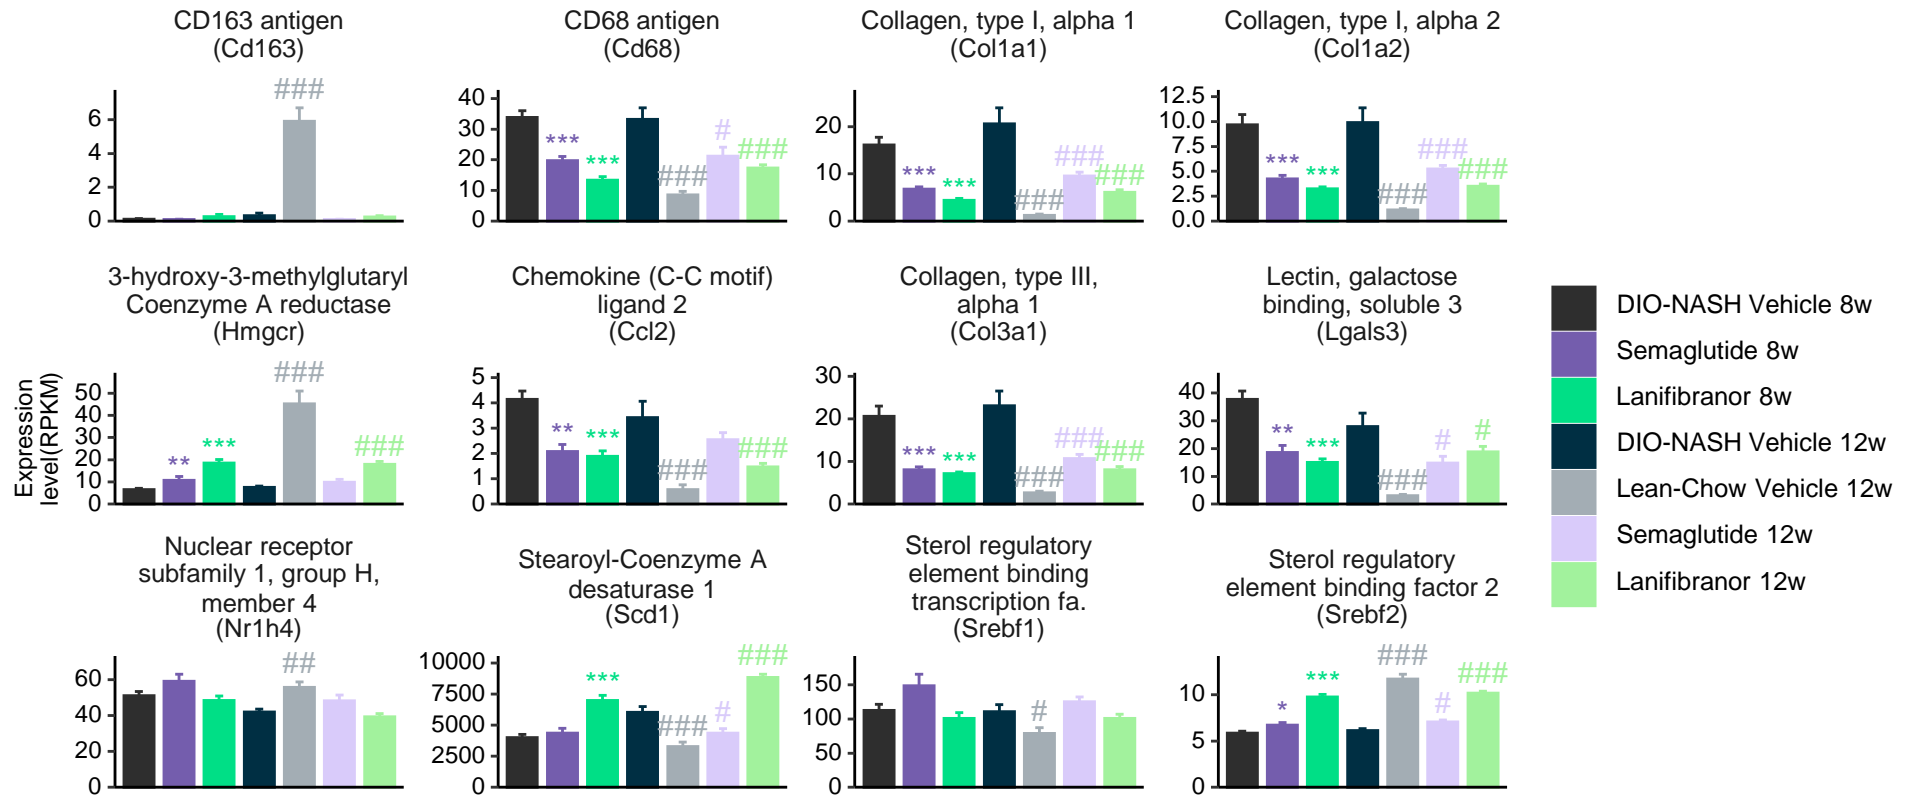 CD163 antigen
(Cd163)
###
6
4
2
0
CD68 antigen
(Cd68)
40
30
20
10
0
***
***
###
#
###
Collagen, type I, alpha 1
(Col1a1)
20
10
0
***
***
###
###
###
Collagen, type I, alpha 2
(Col1a2)
12.5
10.0
7.5
5.0
2.5
0.0
***
***
###
###
###
3-hydroxy-3-methylglutaryl
Coenzyme A reductase
(Hmgcr)
Expression
level(RPKM)
50
40
30
20
10
0
**
***
###
###
Chemokine (C-C motif)
ligand 2
(Ccl2)
5
4
3
2
1
0
**
***
###
###
Collagen, type III,
alpha 1
(Col3a1)
30
20
10
0
***
***
###
###
###
Lectin, galactose
binding, soluble 3
(Lgals3)
40
30
20
10
0
**
***
###
#
#
Nuclear receptor
subfamily 1, group H,
member 4
(Nr1h4)
60
40
20
0
##
Stearoyl-Coenzyme A
desaturase 1
(Scd1)
10000
7500
5000
2500
0
***
###
#
###
Sterol regulatory
element binding
transcription fa.
(Srebf1)
150
100
50
0
#
Sterol regulatory
element binding factor 2
(Srebf2)
10
5
0
*
***
###
#
###
DIO-NASH Vehicle 8w
Semaglutide 8w
Lanifibranor 8w
DIO-NASH Vehicle 12w
Lean-Chow Vehicle 12w
Semaglutide 12w
Lanifibranor 12w